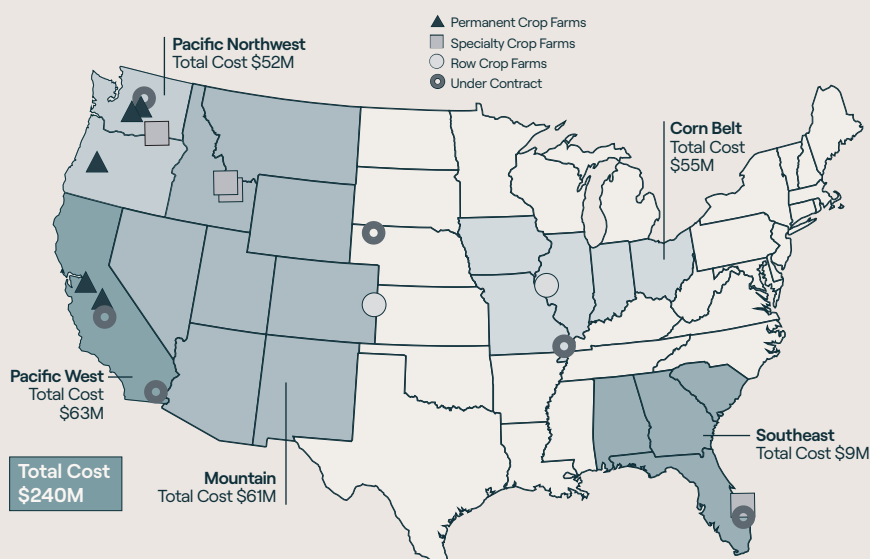 Permanent Crop Farms
Specialty Crop Farms
Row Crop Farms
Under Contract
Pacific Northwest
Total Cost $52M
Corn Belt
Total Cost
$55M
Pacific West
Total Cost
$63M
Southeast
Total Cost $9M
Total Cost
$240M
Mountain
Total Cost $61M